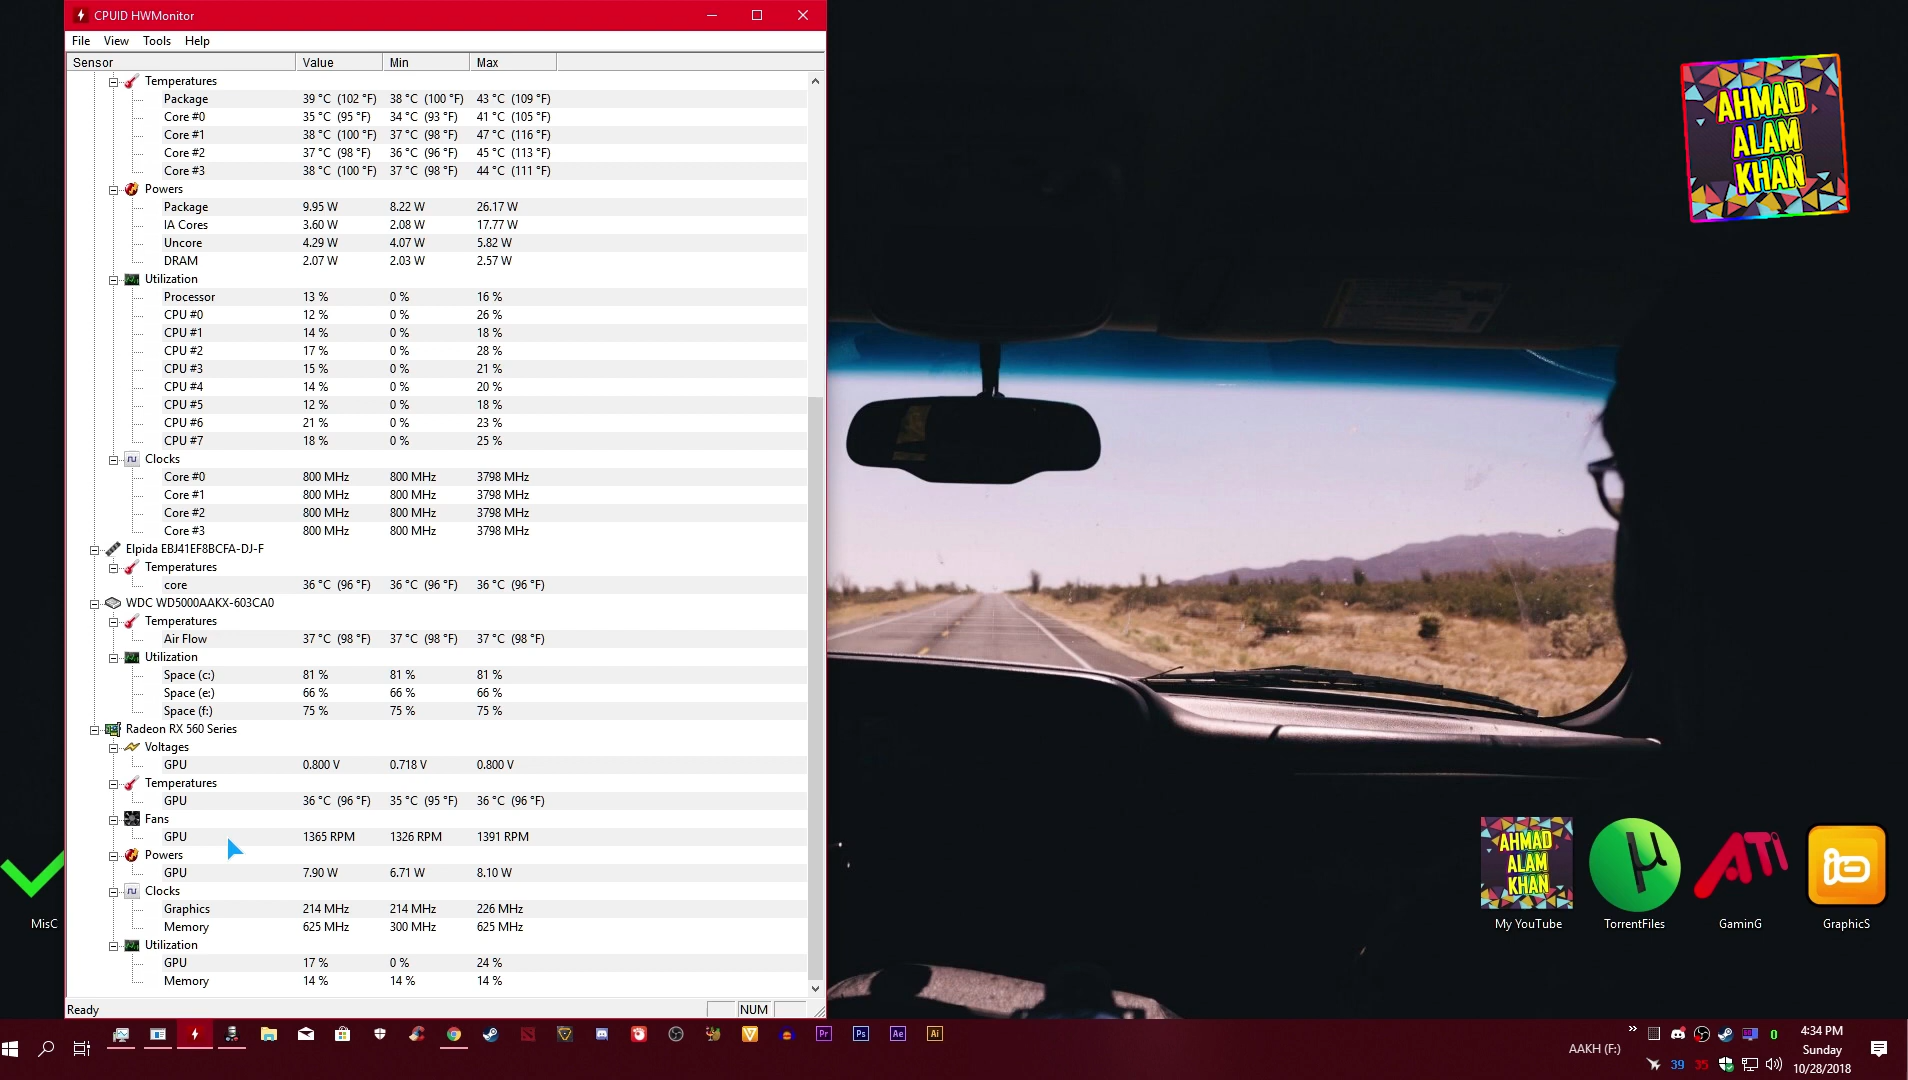 CPUID HWMonitor
File View Tools Help
Sensor Value Min Max
Temperatures
Package 39 °C (102 °F) 38 °C (100 °F) 43 °C (109 °F)
Core #0 35 °C (95 °F) 34 °C (93 °F) 41 °C (105 °F)
Core #1 38 °C (100 °F) 37 °C (98 °F) 47 °C (116 °F)
Core #2 37 °C (98 °F) 36 °C (96 °F) 45 °C (113 °F)
Core #3 38 °C (100 °F) 37 °C (98 °F) 44 °C (111 °F)
Powers
Package 9.95 W 8.22 W 26.17 W
IA Cores 3.60 W 2.08 W 17.77 W
Uncore 4.29 W 4.07 W 5.82 W
DRAM 2.07 W 2.03 W 2.57 W
Utilization
Processor 13 % 0 % 16 %
CPU #0 12 % 0 % 26 %
CPU #1 14 % 0 % 18 %
CPU #2 17 % 0 % 28 %
CPU #3 15 % 0 % 21 %
CPU #4 14 % 0 % 20 %
CPU #5 12 % 0 % 18 %
CPU #6 21 % 0 % 23 %
CPU #7 18 % 0 % 25 %
Clocks
Core #0 800 MHz 800 MHz 3798 MHz
Core #1 800 MHz 800 MHz 3798 MHz
Core #2 800 MHz 800 MHz 3798 MHz
Core #3 800 MHz 800 MHz 3798 MHz
Elpida EBJ41EF8BCFA-DJ-F
Temperatures
core 36 °C (96 °F) 36 °C (96 °F) 36 °C (96 °F)
WDC WD5000AAKX-603CA0
Temperatures
Air Flow 37 °C (98 °F) 37 °C (98 °F) 37 °C (98 °F)
Utilization
Space (c:) 81 % 81 % 81 %
Space (e:) 66 % 66 % 66 %
Space (f:) 75 % 75 % 75 %
Radeon RX 560 Series
Voltages
GPU 0.800 V 0.718 V 0.800 V
Temperatures
GPU 36 °C (96 °F) 35 °C (95 °F) 36 °C (96 °F)
Fans
GPU 1365 RPM 1326 RPM 1391 RPM
Powers
GPU 7.90 W 6.71 W 8.10 W
Clocks
Graphics 214 MHz 214 MHz 226 MHz
Memory 625 MHz 300 MHz 625 MHz
Utilization
GPU 17 % 0 % 24 %
Memory 14 % 14 % 14 %
Ready NUM
AHMAD
ALAM
KHAN
AHMAD
ALAM
KHAN
µ
ATi
io
MisC
My YouTube
TorrentFiles
GaminG
GraphicS
Pr Ps Ae Ai
AAKH (F:)
0
39 35
4:34 PM
Sunday
10/28/2018